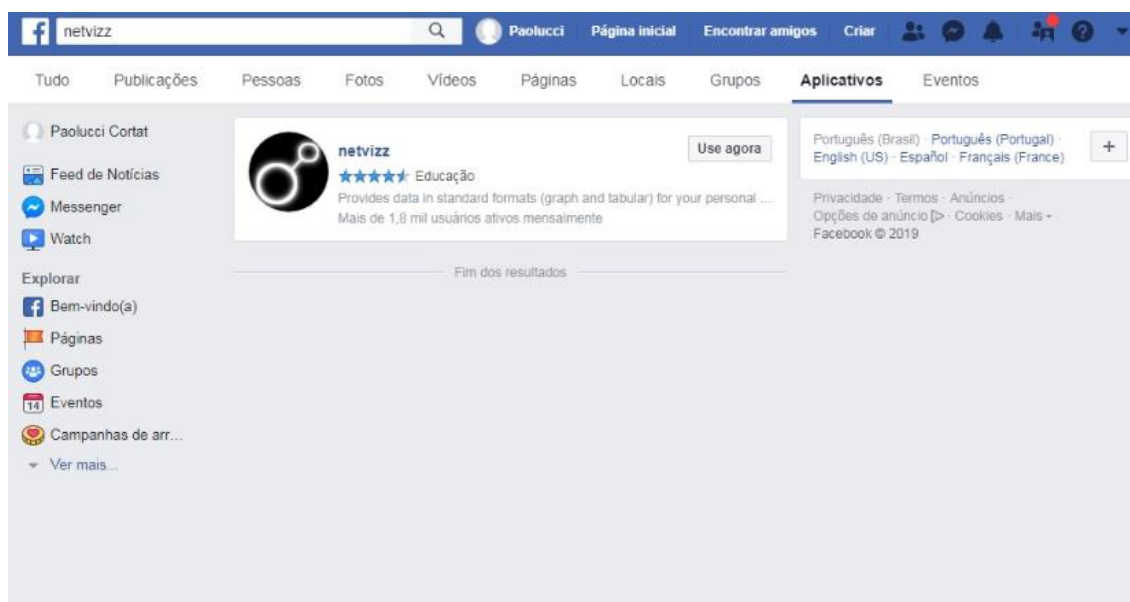 netvizz
Paolucci
Página inicial
Encontrar amigos
Criar
Tudo
Publicações
Pessoas
Fotos
Vídeos
Páginas
Locais
Grupos
Aplicativos
Eventos
Paolucci Cortat
Feed de Notícias
Messenger
Watch
Explorar
Bem-vindo(a)
Páginas
Grupos
14 Eventos
Campanhas de arr...
Ver mais...
netvizz
Educação
Provides data in standard formats (graph and tabular) for your personal ...
Mais de 1,8 mil usuários ativos mensalmente
Use agora
Fim dos resultados
Português (Brasil) · Português (Portugal) ·
English (US) · Español · Français (France)
+
Privacidade · Termos · Anúncios ·
Opções de anúncio · Cookies · Mais
Facebook © 2019